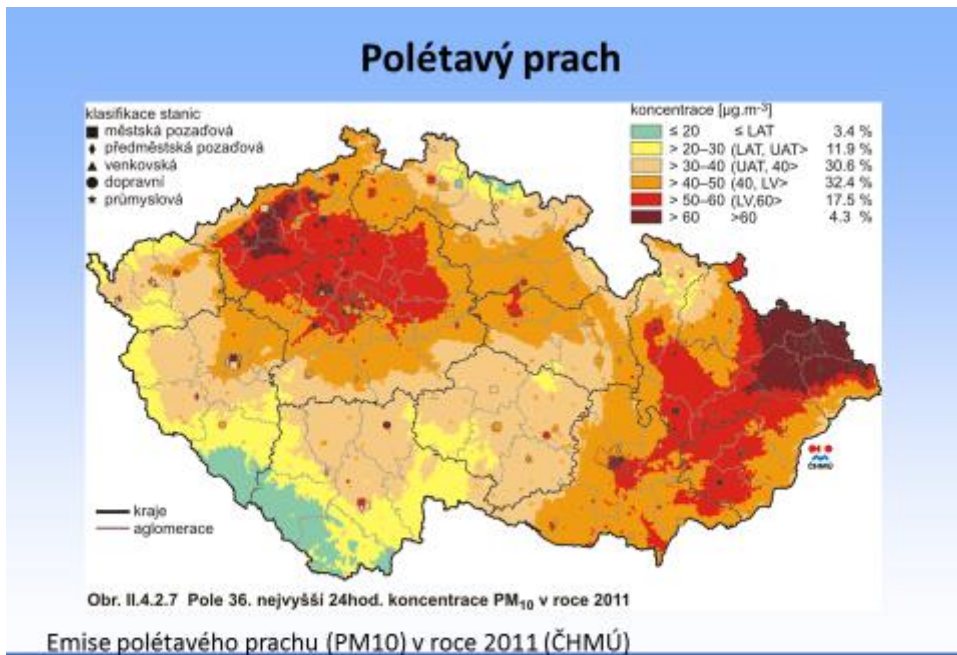 Polétavý prach
klasifikace stanic
městská pozaďová
předměstská pozaďová
venkovská
dopravní
průmyslová
koncentrace [µg.m⁻³]
≤ 20 ≤ LAT 3.4 %
> 20–30 (LAT, UAT> 11.9 %
> 30–40 (UAT, 40> 30.6 %
> 40–50 (40, LV> 32.4 %
> 50–60 (LV,60> 17.5 %
> 60 >60 4.3 %
ČHMÚ
kraje
aglomerace
Obr. II.4.2.7 Pole 36. nejvyšší 24hod. koncentrace PM₁₀ v roce 2011
Emise polétavého prachu (PM10) v roce 2011 (ČHMÚ)